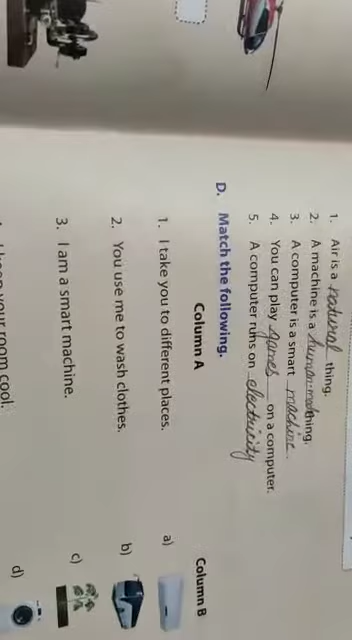 1. Air is a natural thing.
2. A machine is a human-made thing.
3. A computer is a smart machine.
4. You can play games on a computer.
5. A computer runs on electricity
D. Match the following.
Column A Column B
1. I take you to different places. a)
2. You use me to wash clothes. b)
3. I am a smart machine. c)
your room cool. d)